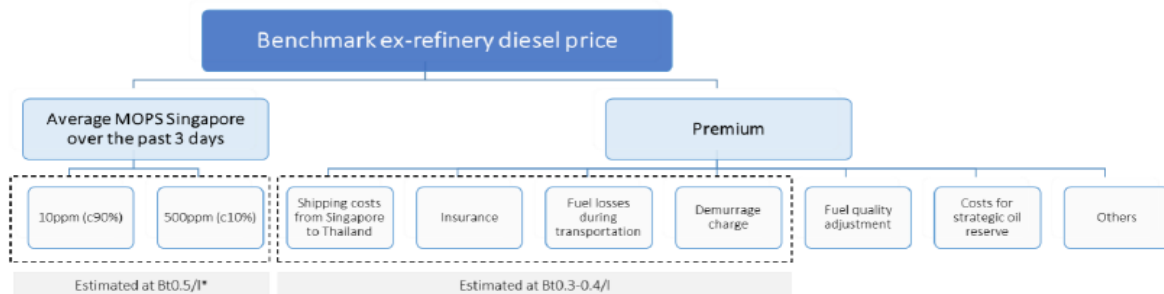 Benchmark ex-refinery diesel price
Average MOPS Singapore
over the past 3 days
Premium
10ppm (c90%)
500ppm (c10%)
Shipping costs
from Singapore
to Thailand
Insurance
Fuel losses
during
transportation
Demurrage
charge
Fuel quality
adjustment
Costs for
strategic oil
reserve
Others
Estimated at Bt0.5/l*
Estimated at Bt0.3-0.4/l